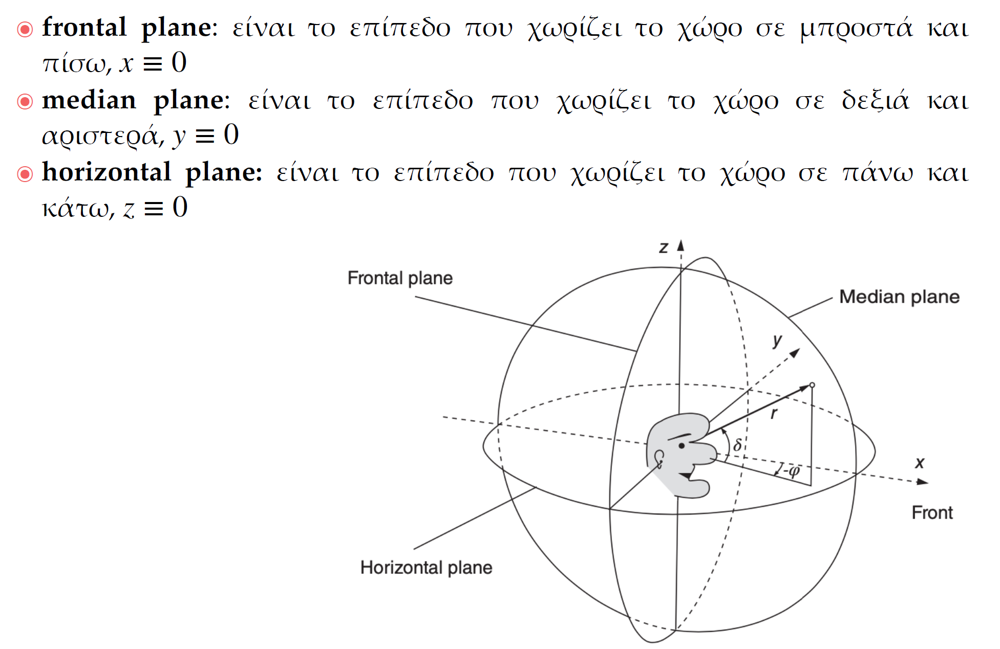 frontal plane: είναι το επίπεδο που χωρίζει το χώρο σε μπροστά και
πίσω, x ≡ 0
median plane: είναι το επίπεδο που χωρίζει το χώρο σε δεξιά και
αριστερά, y ≡ 0
horizontal plane: είναι το επίπεδο που χωρίζει το χώρο σε πάνω και
κάτω, z ≡ 0
z
Frontal plane
Median plane
y
r
δ
x
-φ
Front
Horizontal plane